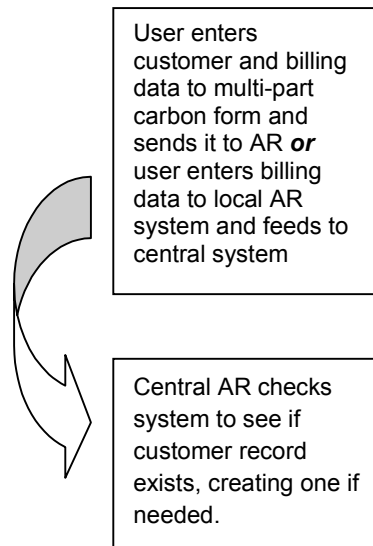 User enters
customer and billing
data to multi-part
carbon form and
sends it to AR or
user enters billing
data to local AR
system and feeds to
central system
Central AR checks
system to see if
customer record
exists, creating one if
needed.